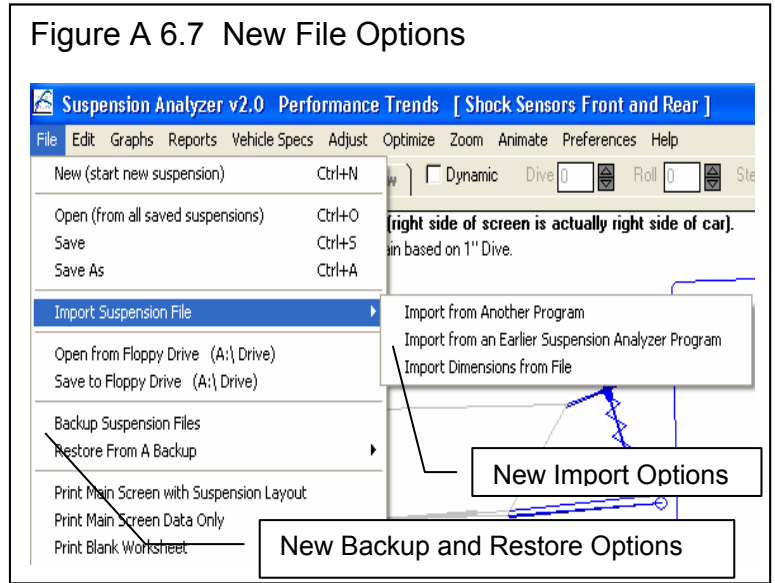 Figure A 6.7 New File Options
Suspension Analyzer v2.0 Performance Trends [ Shock Sensors Front and Rear ]
File Edit Graphs Reports Vehicle Specs Adjust Optimize Zoom Animate Preferences Help
New (start new suspension) Ctrl+N
Dynamic Dive 0 Roll 0
Open (from all saved suspensions) Ctrl+O
(right side of screen is actually right side of car).
Save Ctrl+S
based on 1" Dive.
Save As Ctrl+A
Import Suspension File
Import from Another Program
Import from an Earlier Suspension Analyzer Program
Import Dimensions from File
Open from Floppy Drive (A:\ Drive)
Save to Floppy Drive (A:\ Drive)
Backup Suspension Files
Restore From A Backup
New Import Options
Print Main Screen with Suspension Layout
Print Main Screen Data Only
Print Blank Worksheet
New Backup and Restore Options